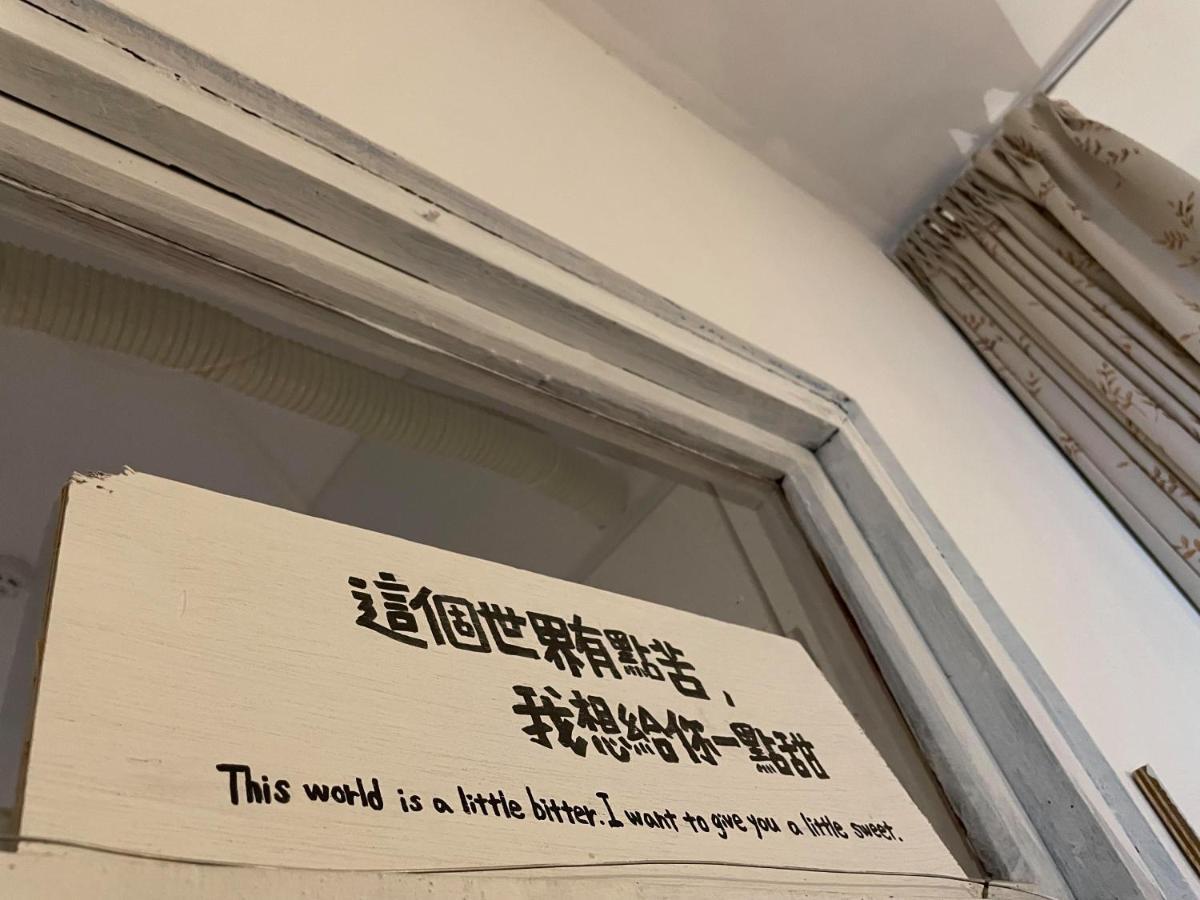 這個世界有點苦，
我想給你一點甜
This world is a little bitter. I want to give you a little sweet.